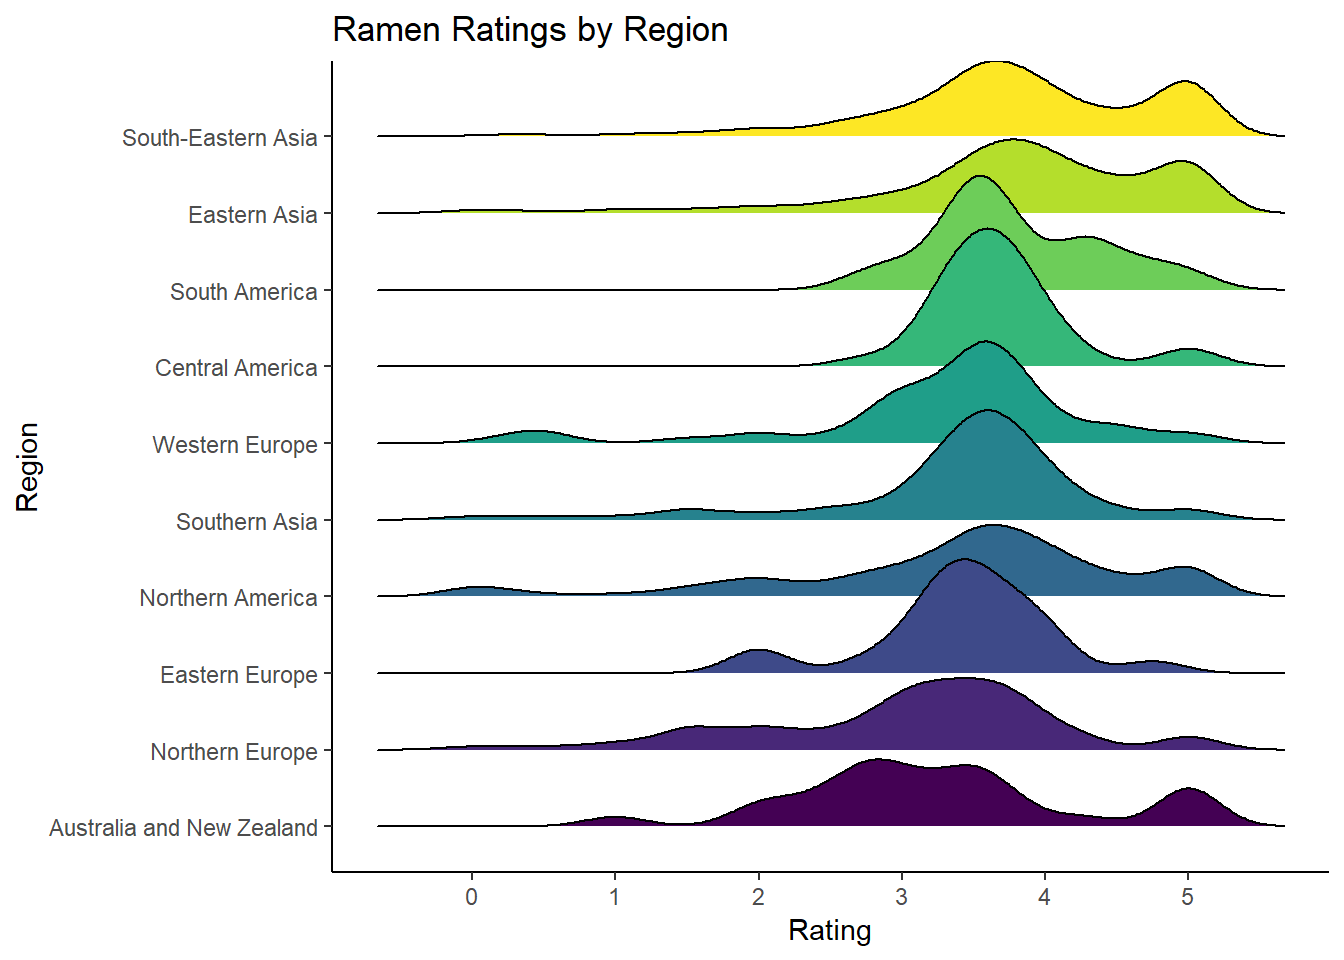 Ramen Ratings by Region
South-Eastern Asia
Eastern Asia
South America
Central America
Western Europe
Southern Asia
Northern America
Eastern Europe
Northern Europe
Australia and New Zealand
Region
0 1 2 3 4 5
Rating